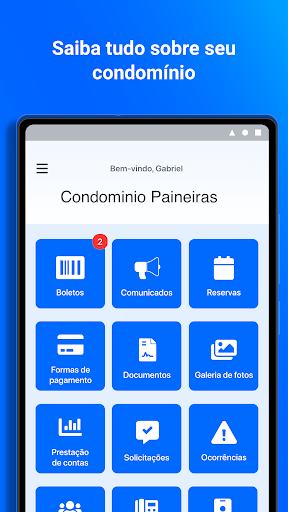 Saiba tudo sobre seu
condomínio
Bem-vindo, Gabriel
Condominio Paineiras
2
Boletos
Comunicados
Reservas
Formas de
pagamento
Documentos
Galeria de fotos
Prestação
de contas
Solicitações
Ocorrências